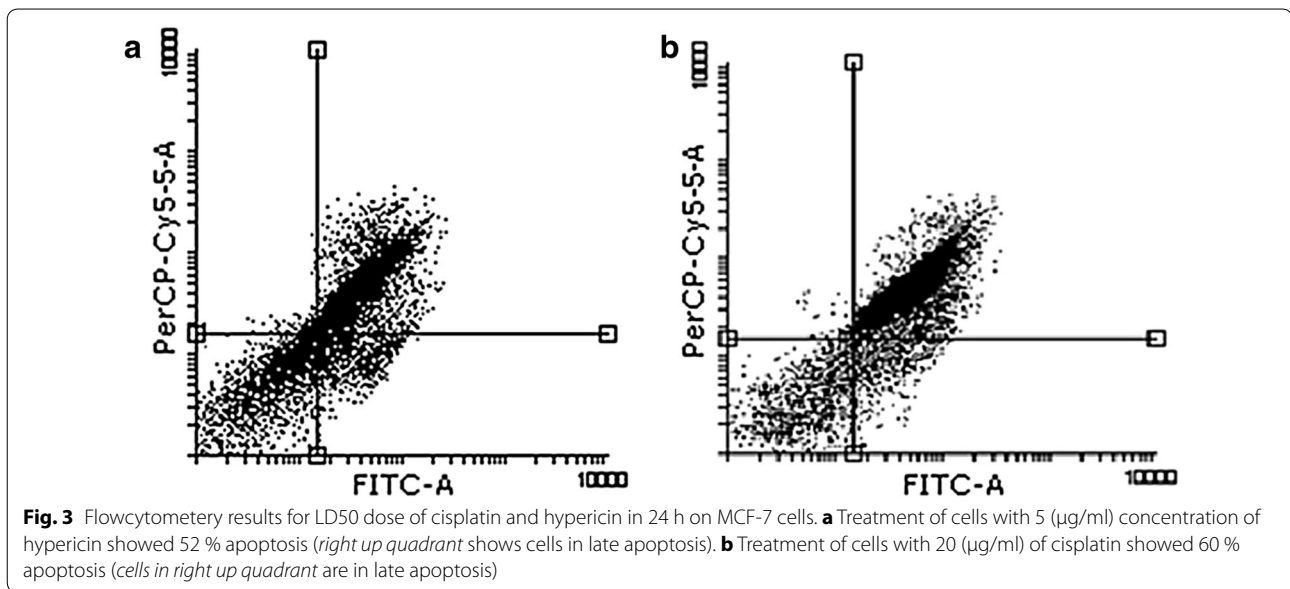 a
b
10000
10000
PerCP-Cy5-5-A
PerCP-Cy5-5-A
FITC-A
10000
FITC-A
10000
Fig. 3 Flowcytometery results for LD50 dose of cisplatin and hypericin in 24 h on MCF-7 cells. a Treatment of cells with 5 (µg/ml) concentration of
hypericin showed 52 % apoptosis (right up quadrant shows cells in late apoptosis). b Treatment of cells with 20 (µg/ml) of cisplatin showed 60 %
apoptosis (cells in right up quadrant are in late apoptosis)